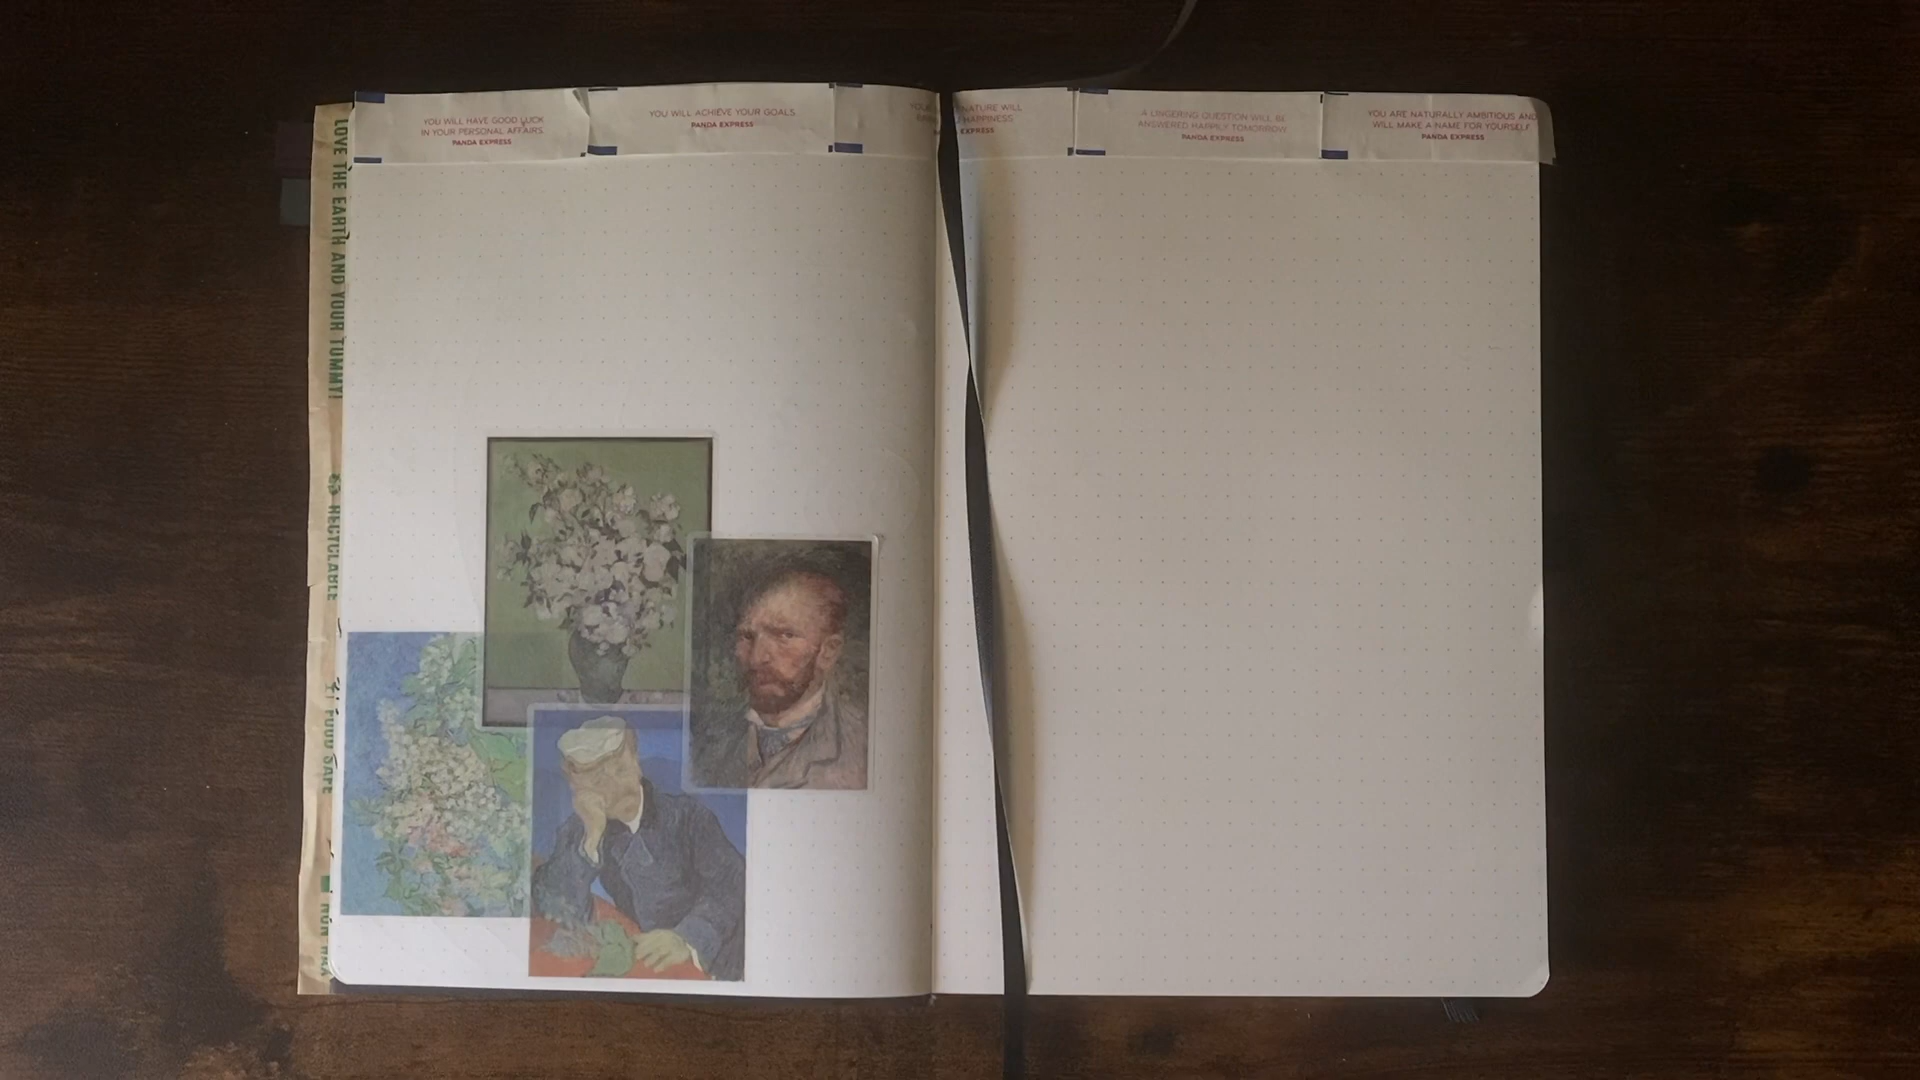 YOU WILL HAVE GOOD LUCK
IN YOUR PERSONAL AFFAIRS.
PANDA EXPRESS
YOU WILL ACHIEVE YOUR GOALS.
PANDA EXPRESS
YOUR
NATURE WILL
HAPPINESS
EXPRESS
A LINGERING QUESTION WILL BE
ANSWERED HAPPILY TOMORROW
PANDA EXPRESS
YOU ARE NATURALLY AMBITIOUS AND
WILL MAKE A NAME FOR YOURSELF
PANDA EXPRESS
LOVE THE EARTH AND YOUR TUMMY!
RECYCLABLE
FOOD SAFE
NON